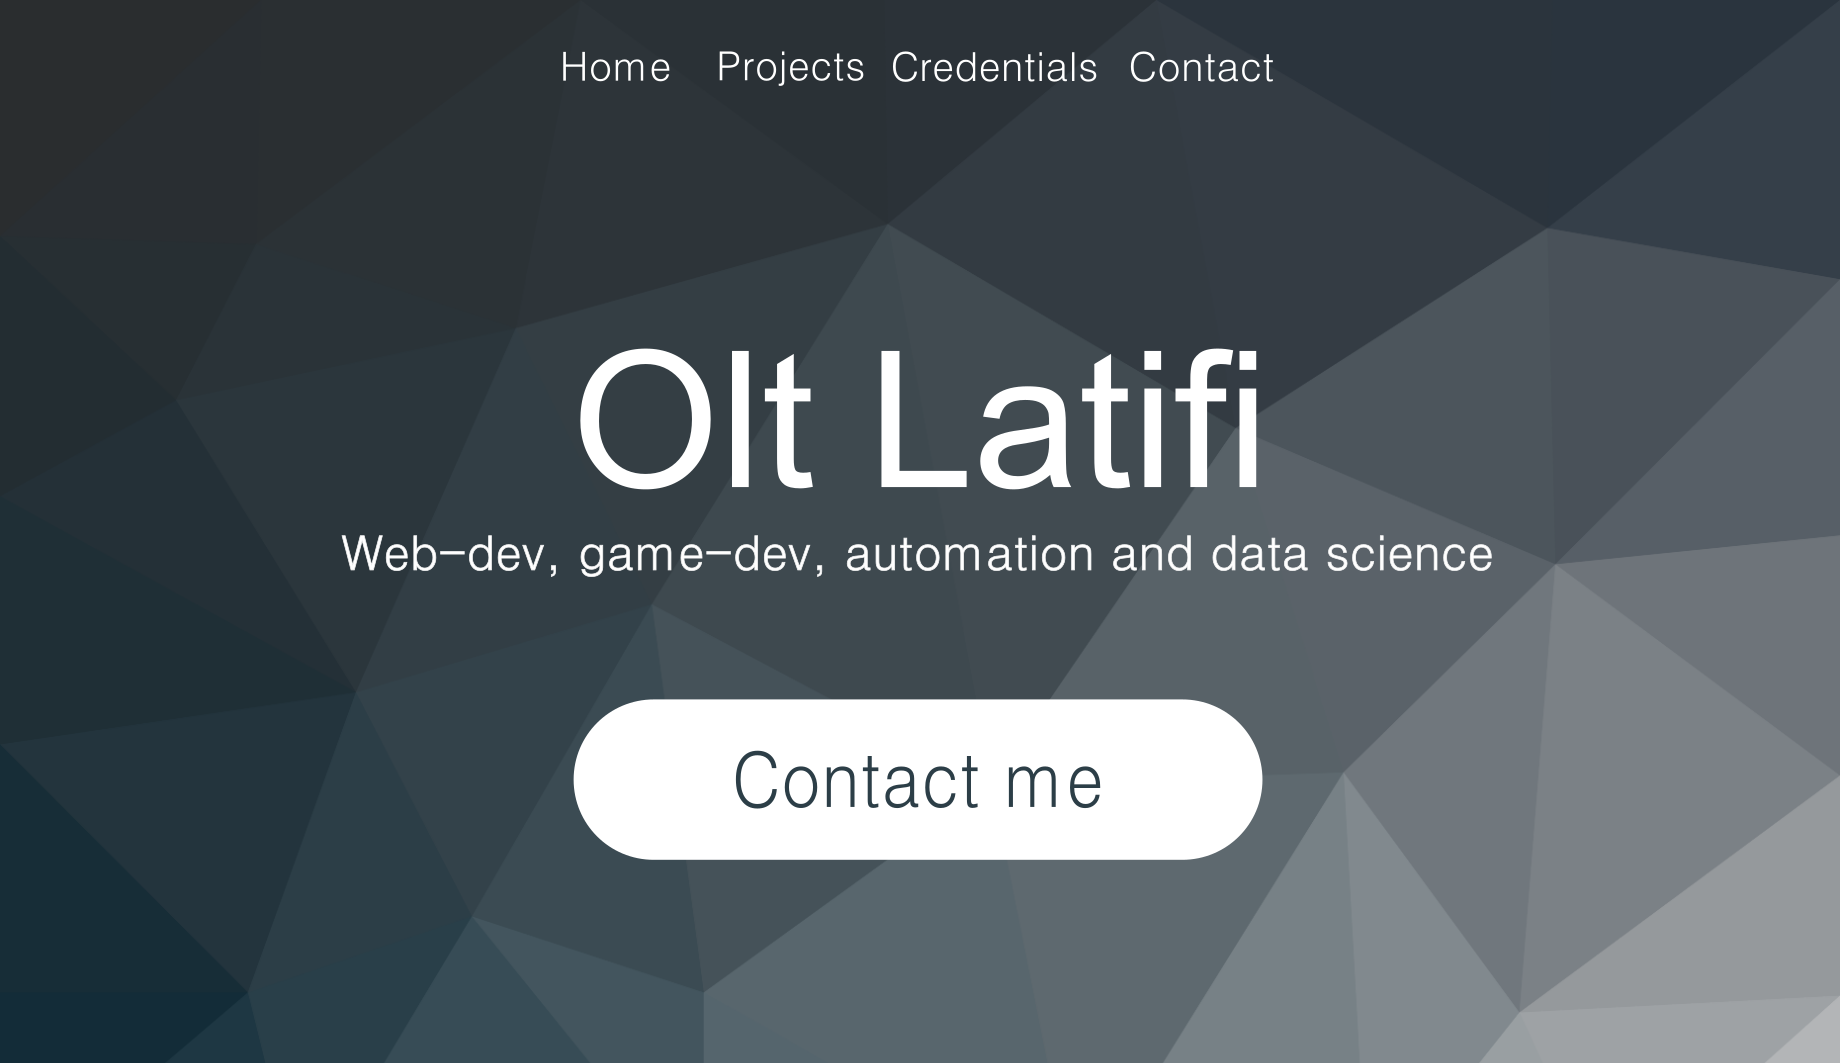 Home Projects Credentials Contact
Olt Latifi
Web-dev, game-dev, automation and data science
Contact me